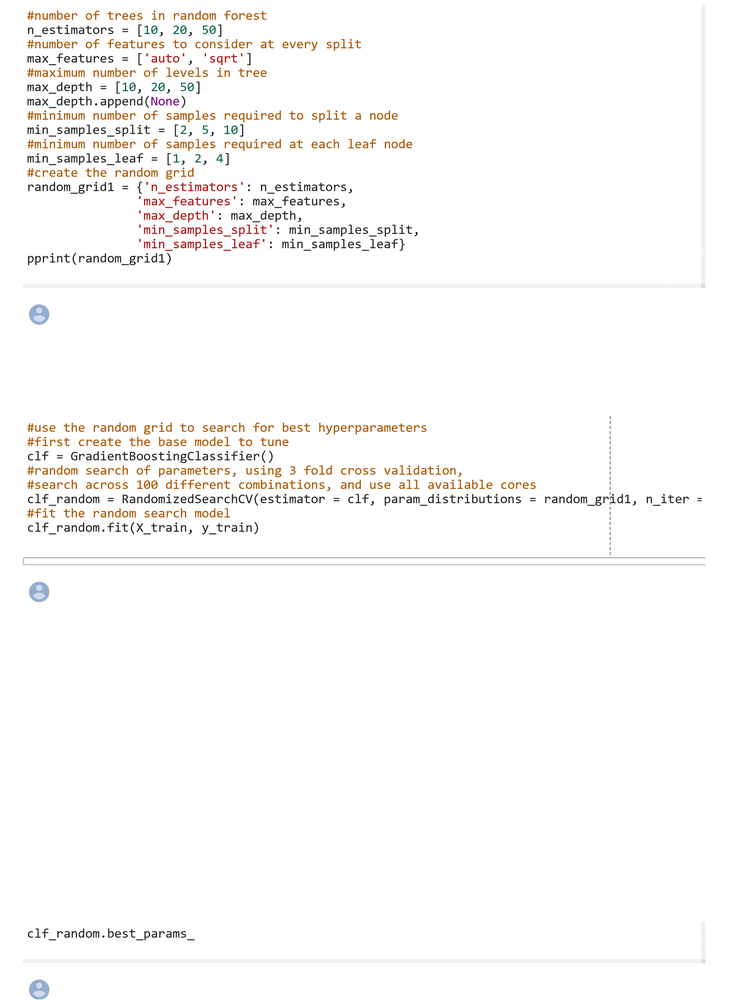 #number of trees in random forest
n_estimators = [10, 20, 50]
#number of features to consider at every split
max_features = ['auto', 'sqrt']
#maximum number of levels in tree
max_depth = [10, 20, 50]
max_depth.append(None)
#minimum number of samples required to split a node
min_samples_split = [2, 5, 10]
#minimum number of samples required at each leaf node
min_samples_leaf = [1, 2, 4]
#create the random grid
random_grid1 = {'n_estimators': n_estimators,
               'max_features': max_features,
               'max_depth': max_depth,
               'min_samples_split': min_samples_split,
               'min_samples_leaf': min_samples_leaf}
pprint(random_grid1)
#use the random grid to search for best hyperparameters
#first create the base model to tune
clf = GradientBoostingClassifier()
#random search of parameters, using 3 fold cross validation,
#search across 100 different combinations, and use all available cores
clf_random = RandomizedSearchCV(estimator = clf, param_distributions = random_grid1, n_iter =
#fit the random search model
clf_random.fit(X_train, y_train)
clf_random.best_params_